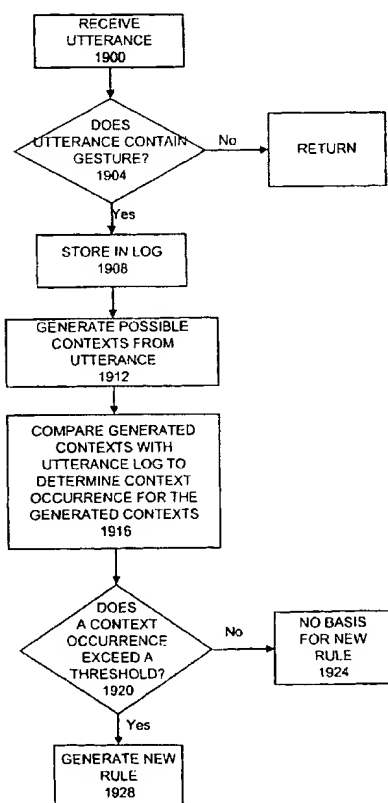 RECEIVE
UTTERANCE
1900
DOES
UTTERANCE CONTAIN
GESTURE?
1904
No
RETURN
Yes
STORE IN LOG
1908
GENERATE POSSIBLE
CONTEXTS FROM
UTTERANCE
1912
COMPARE GENERATED
CONTEXTS WITH
UTTERANCE LOG TO
DETERMINE CONTEXT
OCCURRENCE FOR THE
GENERATED CONTEXTS
1916
DOES
A CONTEXT
OCCURRENCE
EXCEED A
THRESHOLD?
1920
No
NO BASIS
FOR NEW
RULE
1924
Yes
GENERATE NEW
RULE
1928